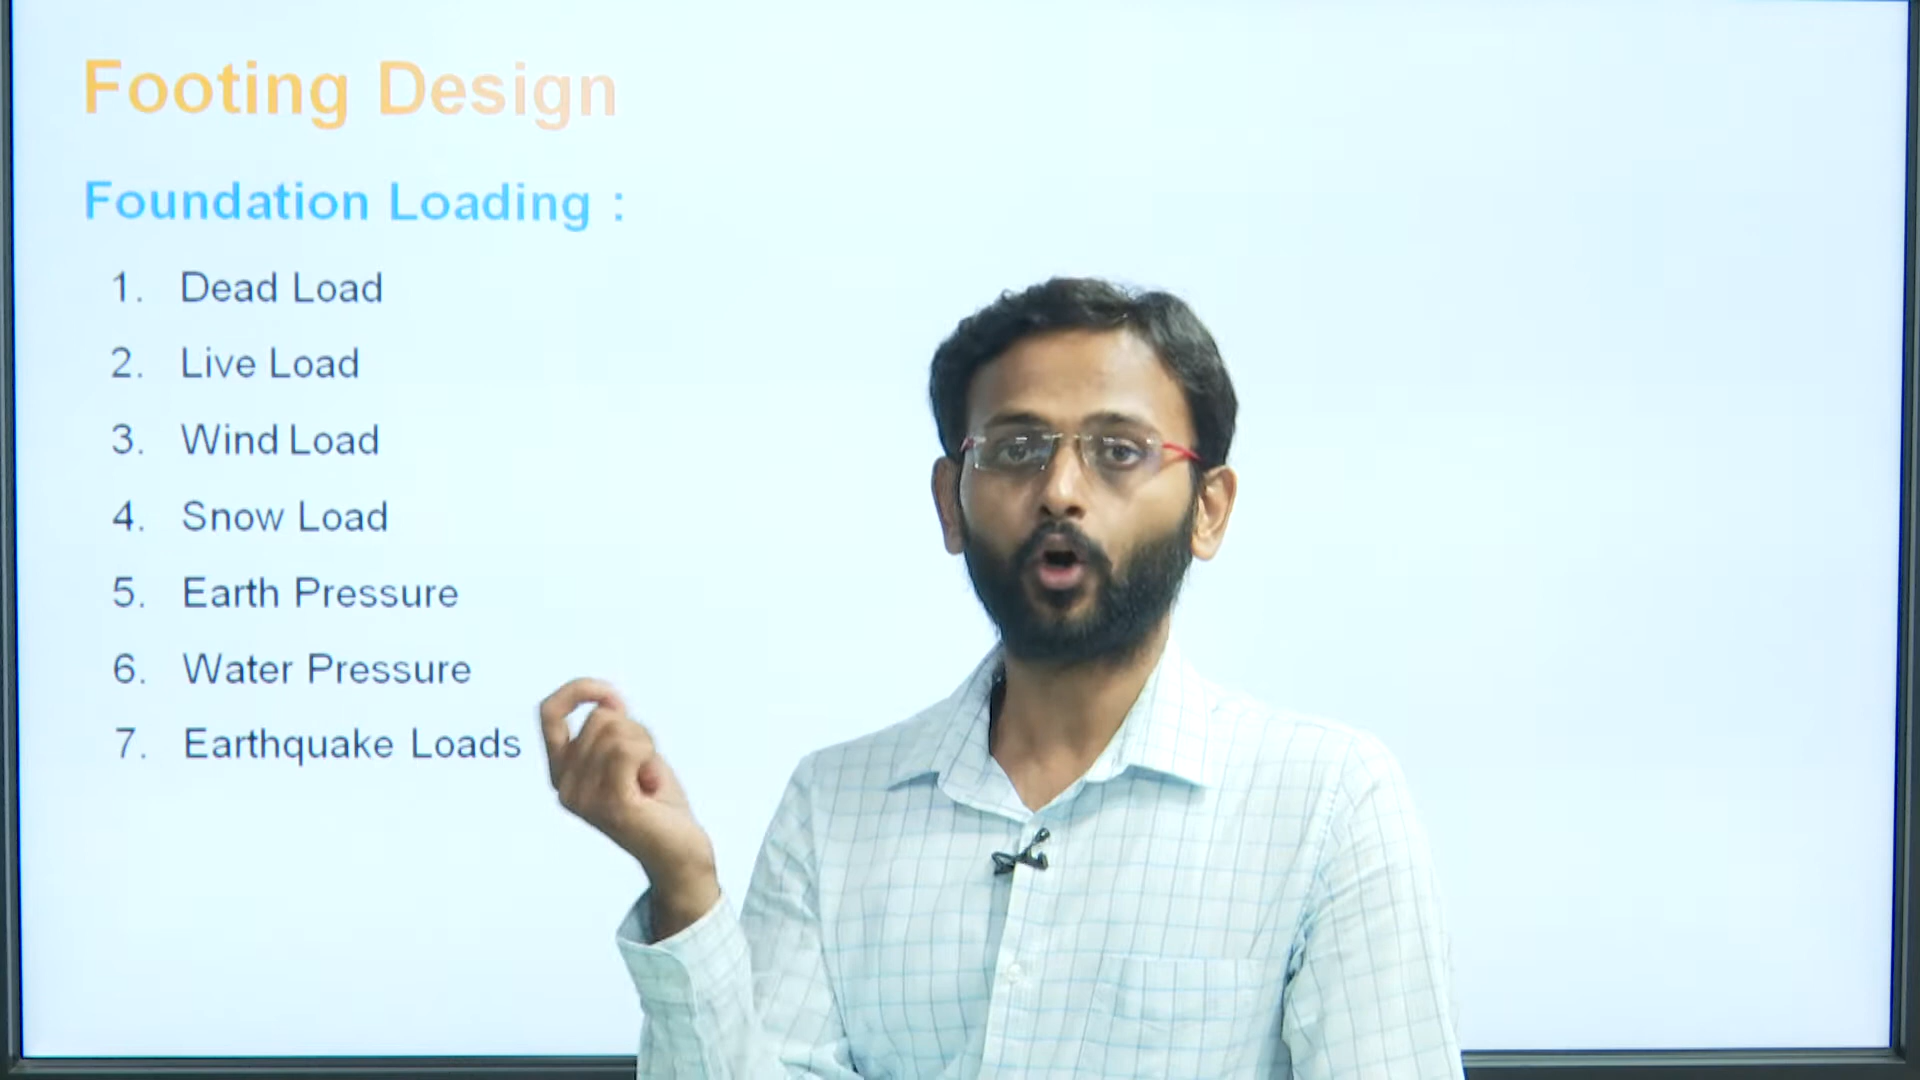 Footing Design
Foundation Loading :
1. Dead Load
2. Live Load
3. Wind Load
4. Snow Load
5. Earth Pressure
6. Water Pressure
7. Earthquake Loads